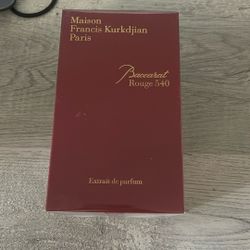 Maison
Francis Kurkdjian
Paris
Baccarat
Rouge 540
Extrait de parfum